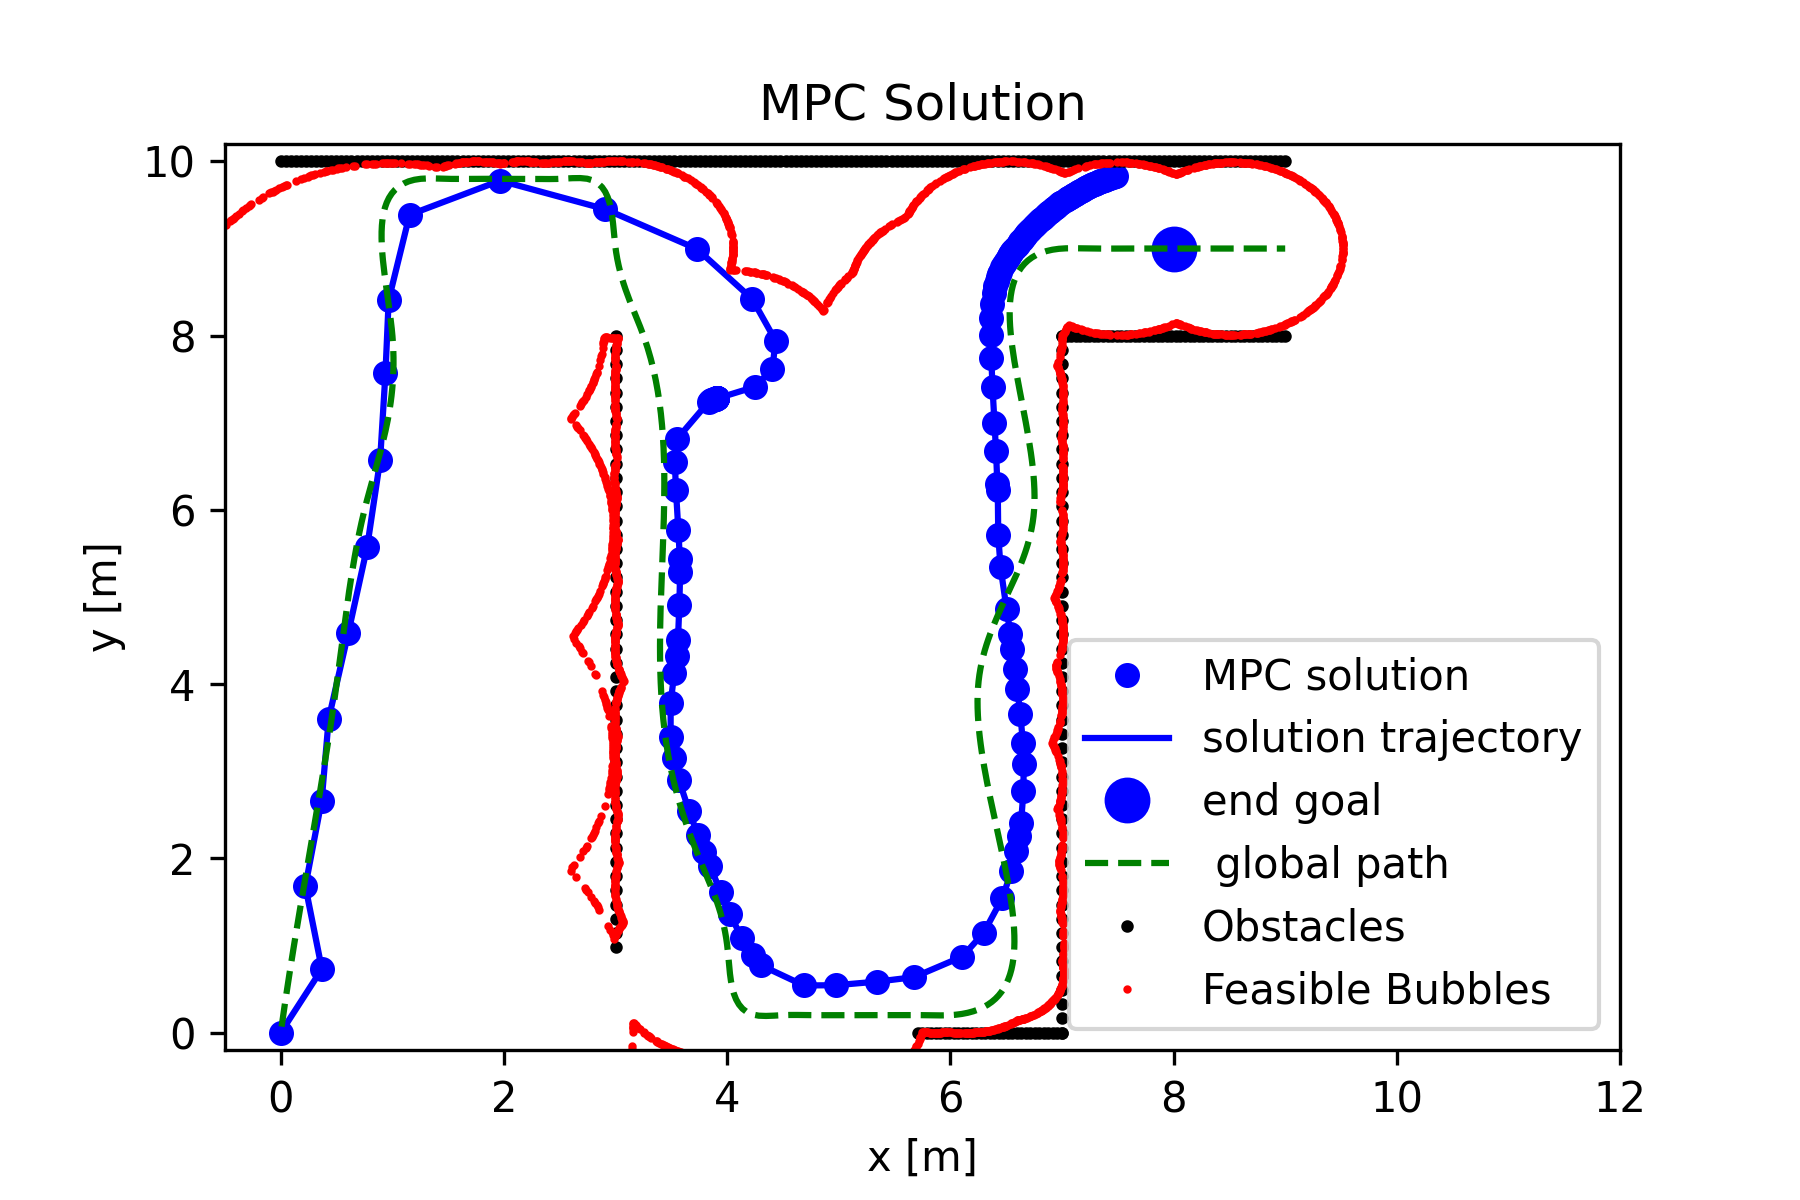 MPC Solution
10
8
6
4
2
0
y [m]
0 2 4 6 8 10 12
x [m]
MPC solution
solution trajectory
end goal
global path
Obstacles
Feasible Bubbles